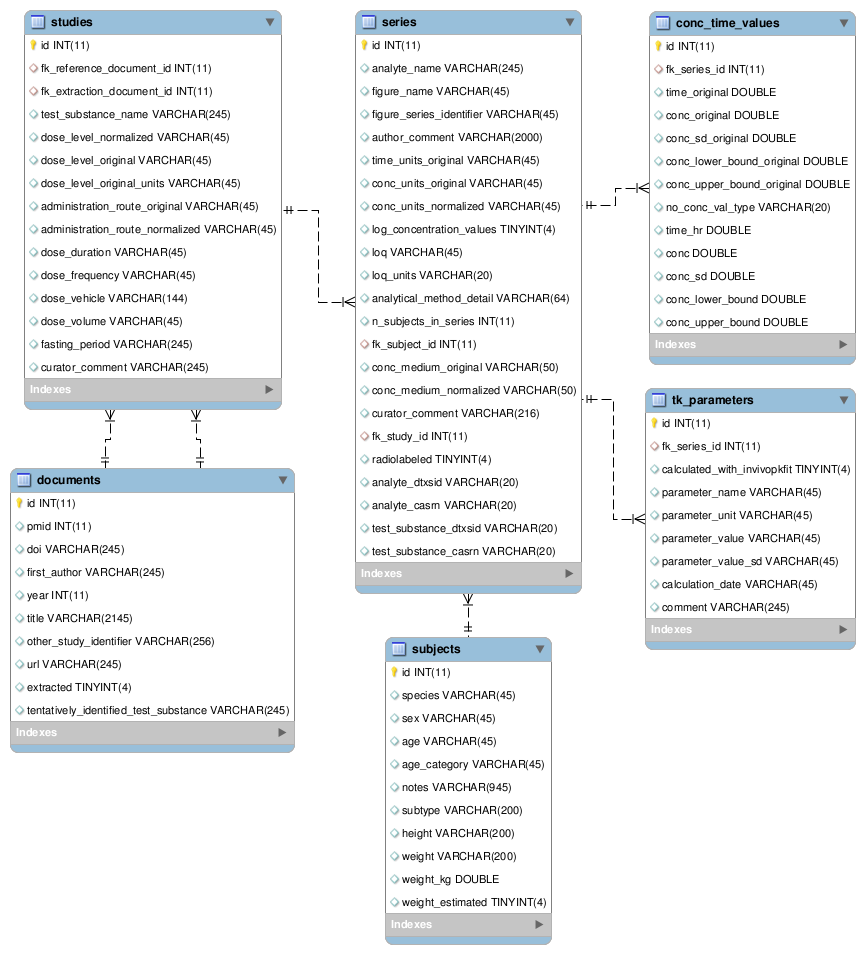 studies
id INT(11)
fk_reference_document_id INT(11)
fk_extraction_document_id INT(11)
test_substance_name VARCHAR(245)
dose_level_normalized VARCHAR(45)
dose_level_original VARCHAR(45)
dose_level_original_units VARCHAR(45)
administration_route_original VARCHAR(45)
administration_route_normalized VARCHAR(45)
dose_duration VARCHAR(45)
dose_frequency VARCHAR(45)
dose_vehicle VARCHAR(144)
dose_volume VARCHAR(45)
fasting_period VARCHAR(245)
curator_comment VARCHAR(245)
Indexes
documents
id INT(11)
pmid INT(11)
doi VARCHAR(245)
first_author VARCHAR(245)
year INT(11)
title VARCHAR(2145)
other_study_identifier VARCHAR(256)
url VARCHAR(245)
extracted TINYINT(4)
tentatively_identified_test_substance VARCHAR(245)
Indexes
series
id INT(11)
analyte_name VARCHAR(245)
figure_name VARCHAR(45)
figure_series_identifier VARCHAR(45)
author_comment VARCHAR(2000)
time_units_original VARCHAR(45)
conc_units_original VARCHAR(45)
conc_units_normalized VARCHAR(45)
log_concentration_values TINYINT(4)
loq VARCHAR(45)
loq_units VARCHAR(20)
analytical_method_detail VARCHAR(64)
n_subjects_in_series INT(11)
fk_subject_id INT(11)
conc_medium_original VARCHAR(50)
conc_medium_normalized VARCHAR(50)
curator_comment VARCHAR(216)
fk_study_id INT(11)
radiolabeled TINYINT(4)
analyte_dtxsid VARCHAR(20)
analyte_casrn VARCHAR(20)
test_substance_dtxsid VARCHAR(20)
test_substance_casrn VARCHAR(20)
Indexes
subjects
id INT(11)
species VARCHAR(45)
sex VARCHAR(45)
age VARCHAR(45)
age_category VARCHAR(45)
notes VARCHAR(945)
subtype VARCHAR(200)
height VARCHAR(200)
weight VARCHAR(200)
weight_kg DOUBLE
weight_estimated TINYINT(4)
Indexes
conc_time_values
id INT(11)
fk_series_id INT(11)
time_original DOUBLE
conc_original DOUBLE
conc_sd_original DOUBLE
conc_lower_bound_original DOUBLE
conc_upper_bound_original DOUBLE
no_conc_val_type VARCHAR(20)
time_hr DOUBLE
conc DOUBLE
conc_sd DOUBLE
conc_lower_bound DOUBLE
conc_upper_bound DOUBLE
Indexes
tk_parameters
id INT(11)
fk_series_id INT(11)
calculated_with_invivopkfit TINYINT(4)
parameter_name VARCHAR(45)
parameter_unit VARCHAR(45)
parameter_value VARCHAR(45)
parameter_value_sd VARCHAR(45)
calculation_date VARCHAR(45)
comment VARCHAR(245)
Indexes